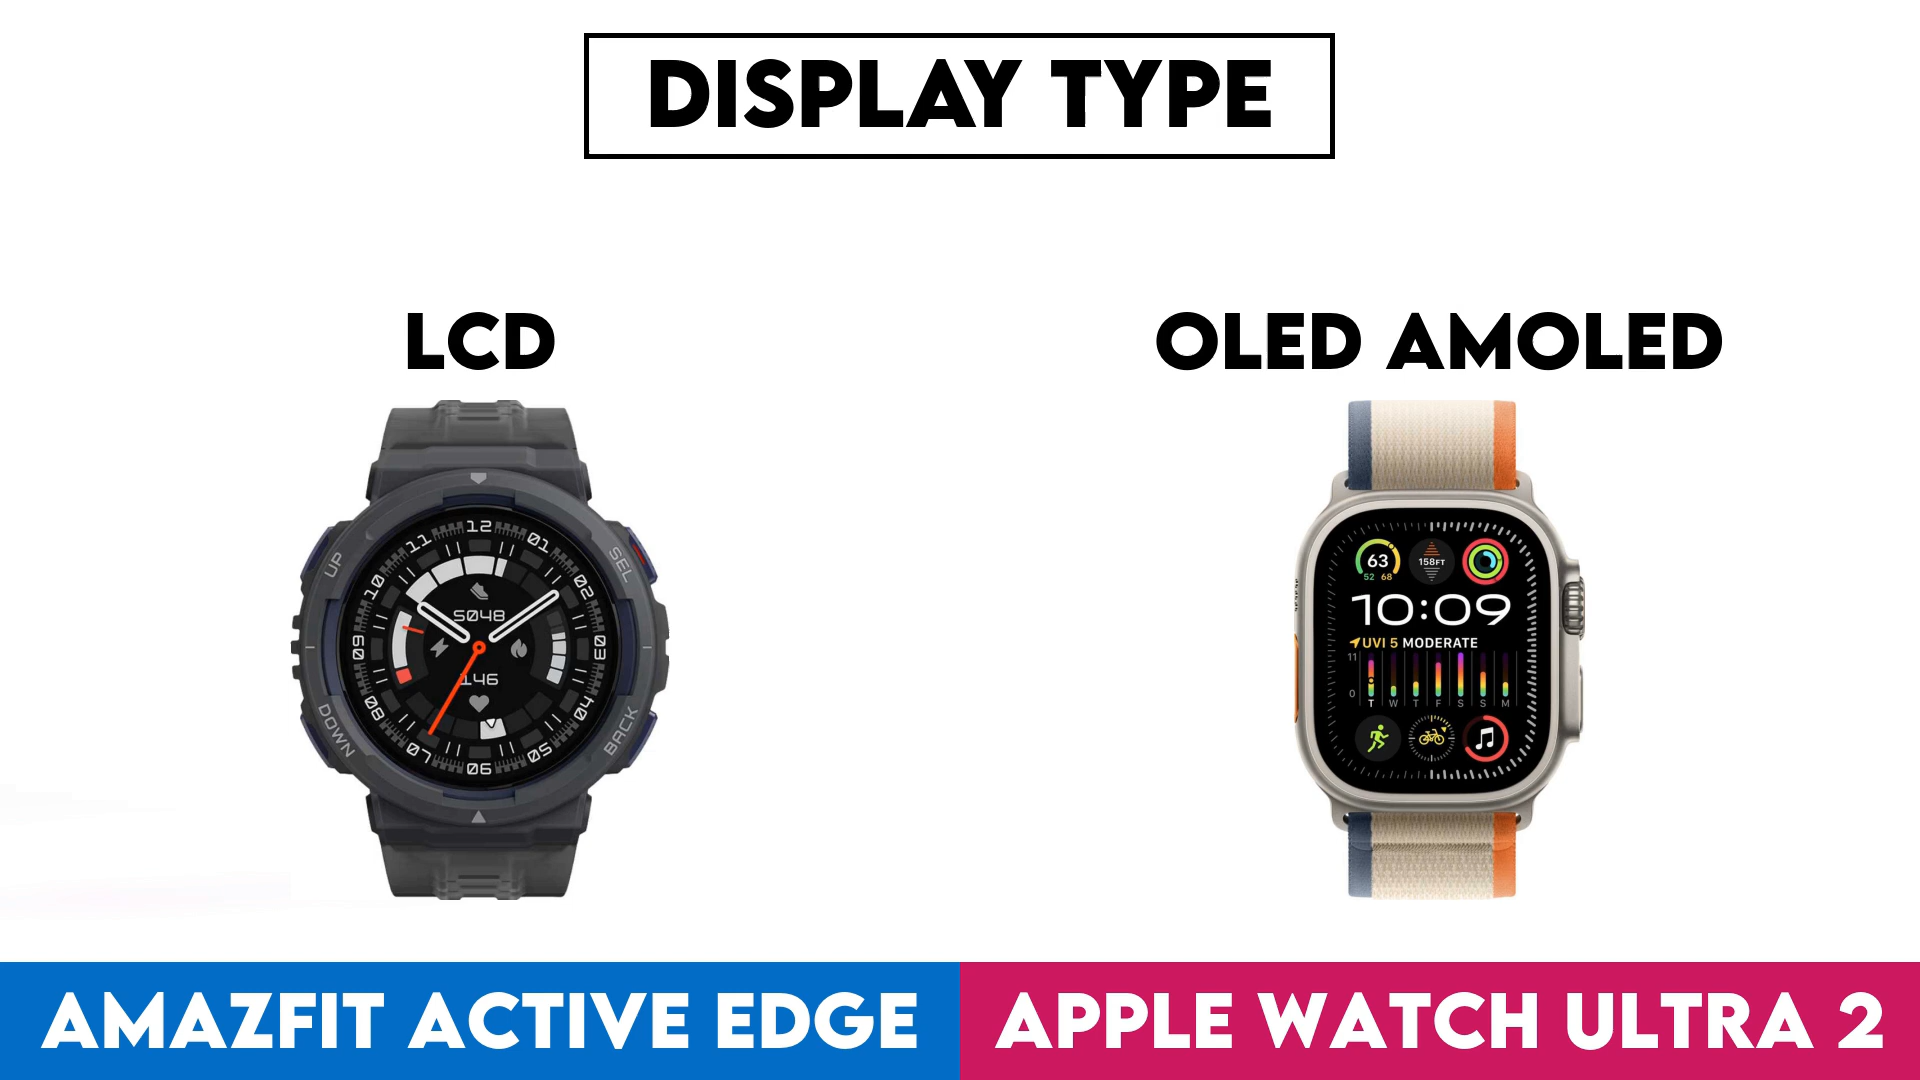 DISPLAY TYPE
LCD
OLED AMOLED
12
11
01
UP
SEL
10
02
5048
09
03
146
08
04
DOWN
BACK
07
05
06
63
52 68
158FT
10:09
UVI 5 MODERATE
11
0
T W T F S S M
AMAZFIT ACTIVE EDGE
APPLE WATCH ULTRA 2